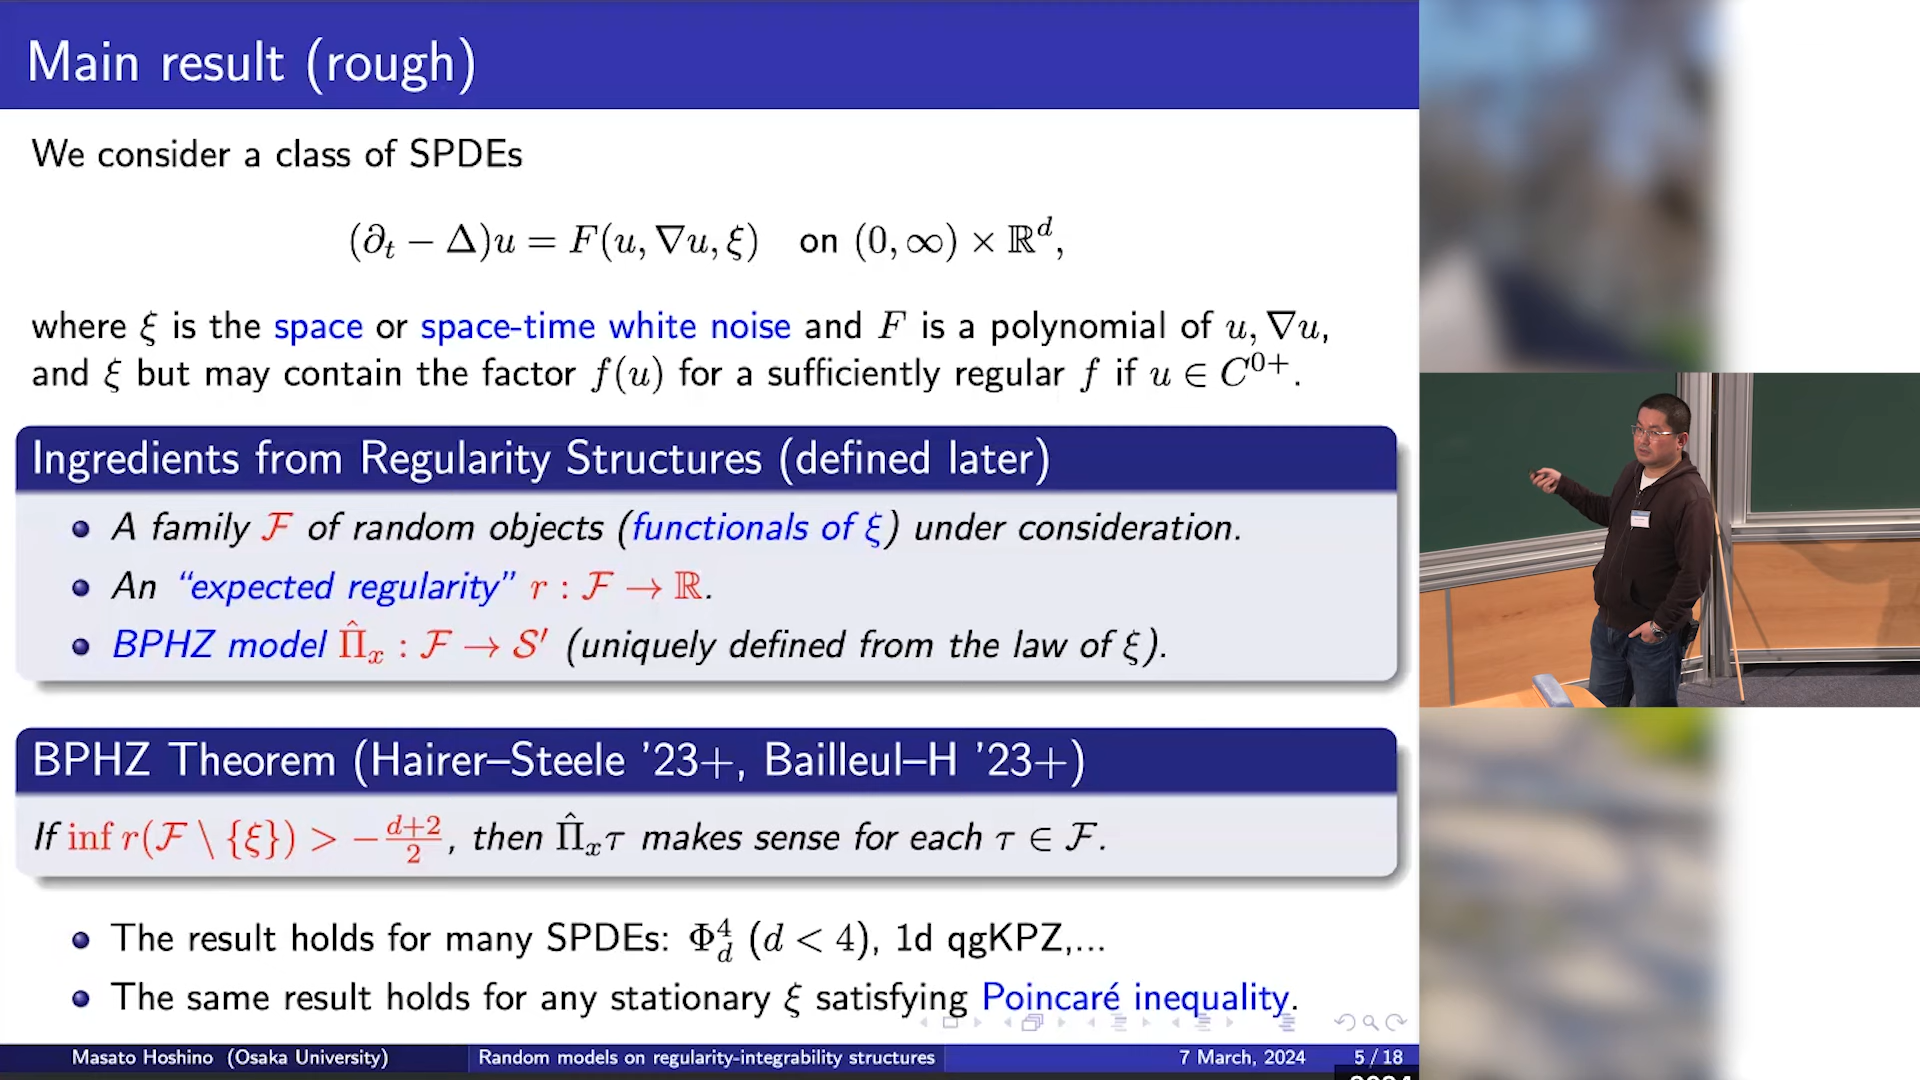 Main result (rough)
We consider a class of SPDEs
(∂ₜ − Δ)u = F(u, ∇u, ξ) on (0, ∞) × ℝᵈ,
where ξ is the space or space-time white noise and F is a polynomial of u, ∇u,
and ξ but may contain the factor f(u) for a sufficiently regular f if u ∈ C⁰⁺.
Ingredients from Regularity Structures (defined later)
• A family ℱ of random objects (functionals of ξ) under consideration.
• An “expected regularity” r : ℱ → ℝ.
• BPHZ model Π̂ₓ : ℱ → 𝒮′ (uniquely defined from the law of ξ).
BPHZ Theorem (Hairer–Steele ’23+, Bailleul–H ’23+)
If inf r(ℱ \ {ξ}) > −(d+2)/2, then Π̂ₓτ makes sense for each τ ∈ ℱ.
• The result holds for many SPDEs: Φ⁴_d (d < 4), 1d qgKPZ,...
• The same result holds for any stationary ξ satisfying Poincaré inequality.
Masato Hoshino (Osaka University) Random models on regularity-integrability structures 7 March, 2024 5 / 18